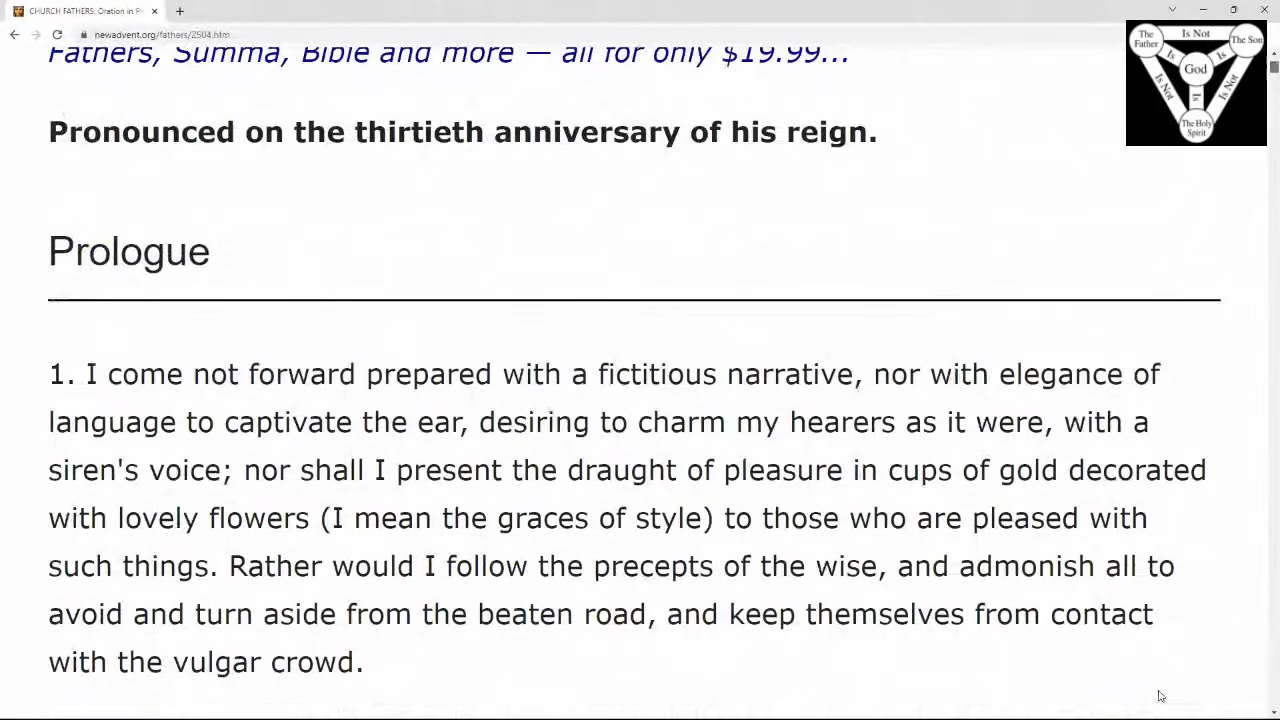 CHURCH FATHERS: Oration in Pr
newadvent.org/fathers/2504.htm
Fathers, Summa, Bible and more — all for only $19.99...
Pronounced on the thirtieth anniversary of his reign.
Prologue
1. I come not forward prepared with a fictitious narrative, nor with elegance of
language to captivate the ear, desiring to charm my hearers as it were, with a
siren's voice; nor shall I present the draught of pleasure in cups of gold decorated
with lovely flowers (I mean the graces of style) to those who are pleased with
such things. Rather would I follow the precepts of the wise, and admonish all to
avoid and turn aside from the beaten road, and keep themselves from contact
with the vulgar crowd.
The
Father
Is Not
The Son
Is
Is
God
Is Not
Is
Is Not
The Holy
Spirit